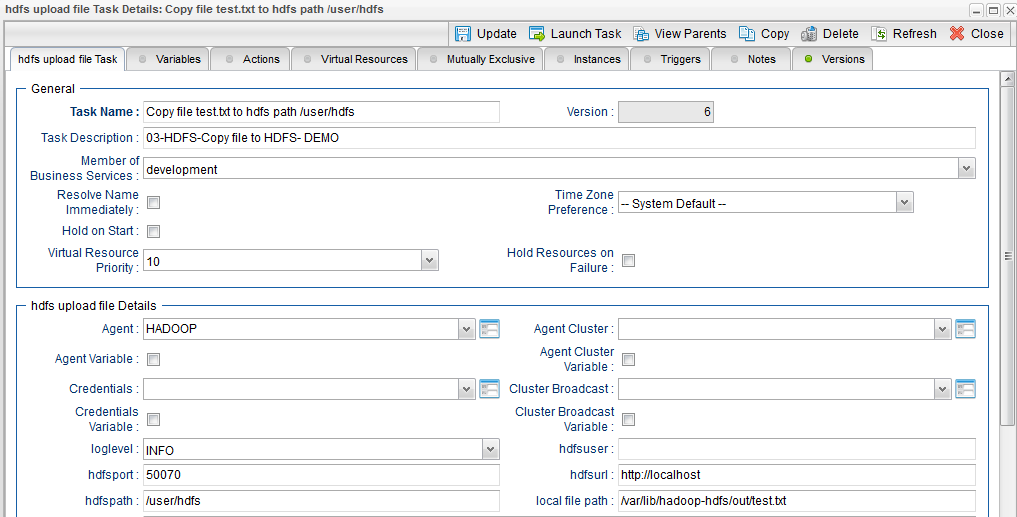 hdfs upload file Task Details: Copy file test.txt to hdfs path /user/hdfs
Update Launch Task View Parents Copy Delete Refresh Close
hdfs upload file Task Variables Actions Virtual Resources Mutually Exclusive Instances Triggers Notes Versions
General
Task Name : Copy file test.txt to hdfs path /user/hdfs Version : 6
Task Description : 03-HDFS-Copy file to HDFS- DEMO
Member of
Business Services : development
Resolve Name
Immediately :
Time Zone
Preference : -- System Default --
Hold on Start :
Virtual Resource
Priority : 10
Hold Resources on
Failure :
hdfs upload file Details
Agent : HADOOP Agent Cluster :
Agent Variable :
Agent Cluster
Variable :
Credentials : Cluster Broadcast :
Credentials
Variable :
Cluster Broadcast
Variable :
loglevel : INFO hdfsuser :
hdfsport : 50070 hdfsurl : http://localhost
hdfspath : /user/hdfs local file path : /var/lib/hadoop-hdfs/out/test.txt